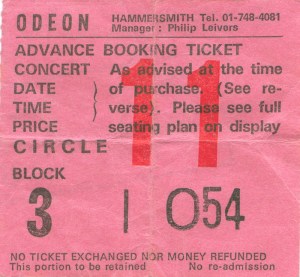 ODEON HAMMERSMITH Tel. 01-748-4081
Manager : Philip Leivers
ADVANCE BOOKING TICKET
CONCERT As advised at the time
DATE of purchase. (See re-
TIME verse). Please see full
PRICE seating plan on display
11
CIRCLE
BLOCK
3 | O54
NO TICKET EXCHANGED NOR MONEY REFUNDED
This portion to be retained No re-admission